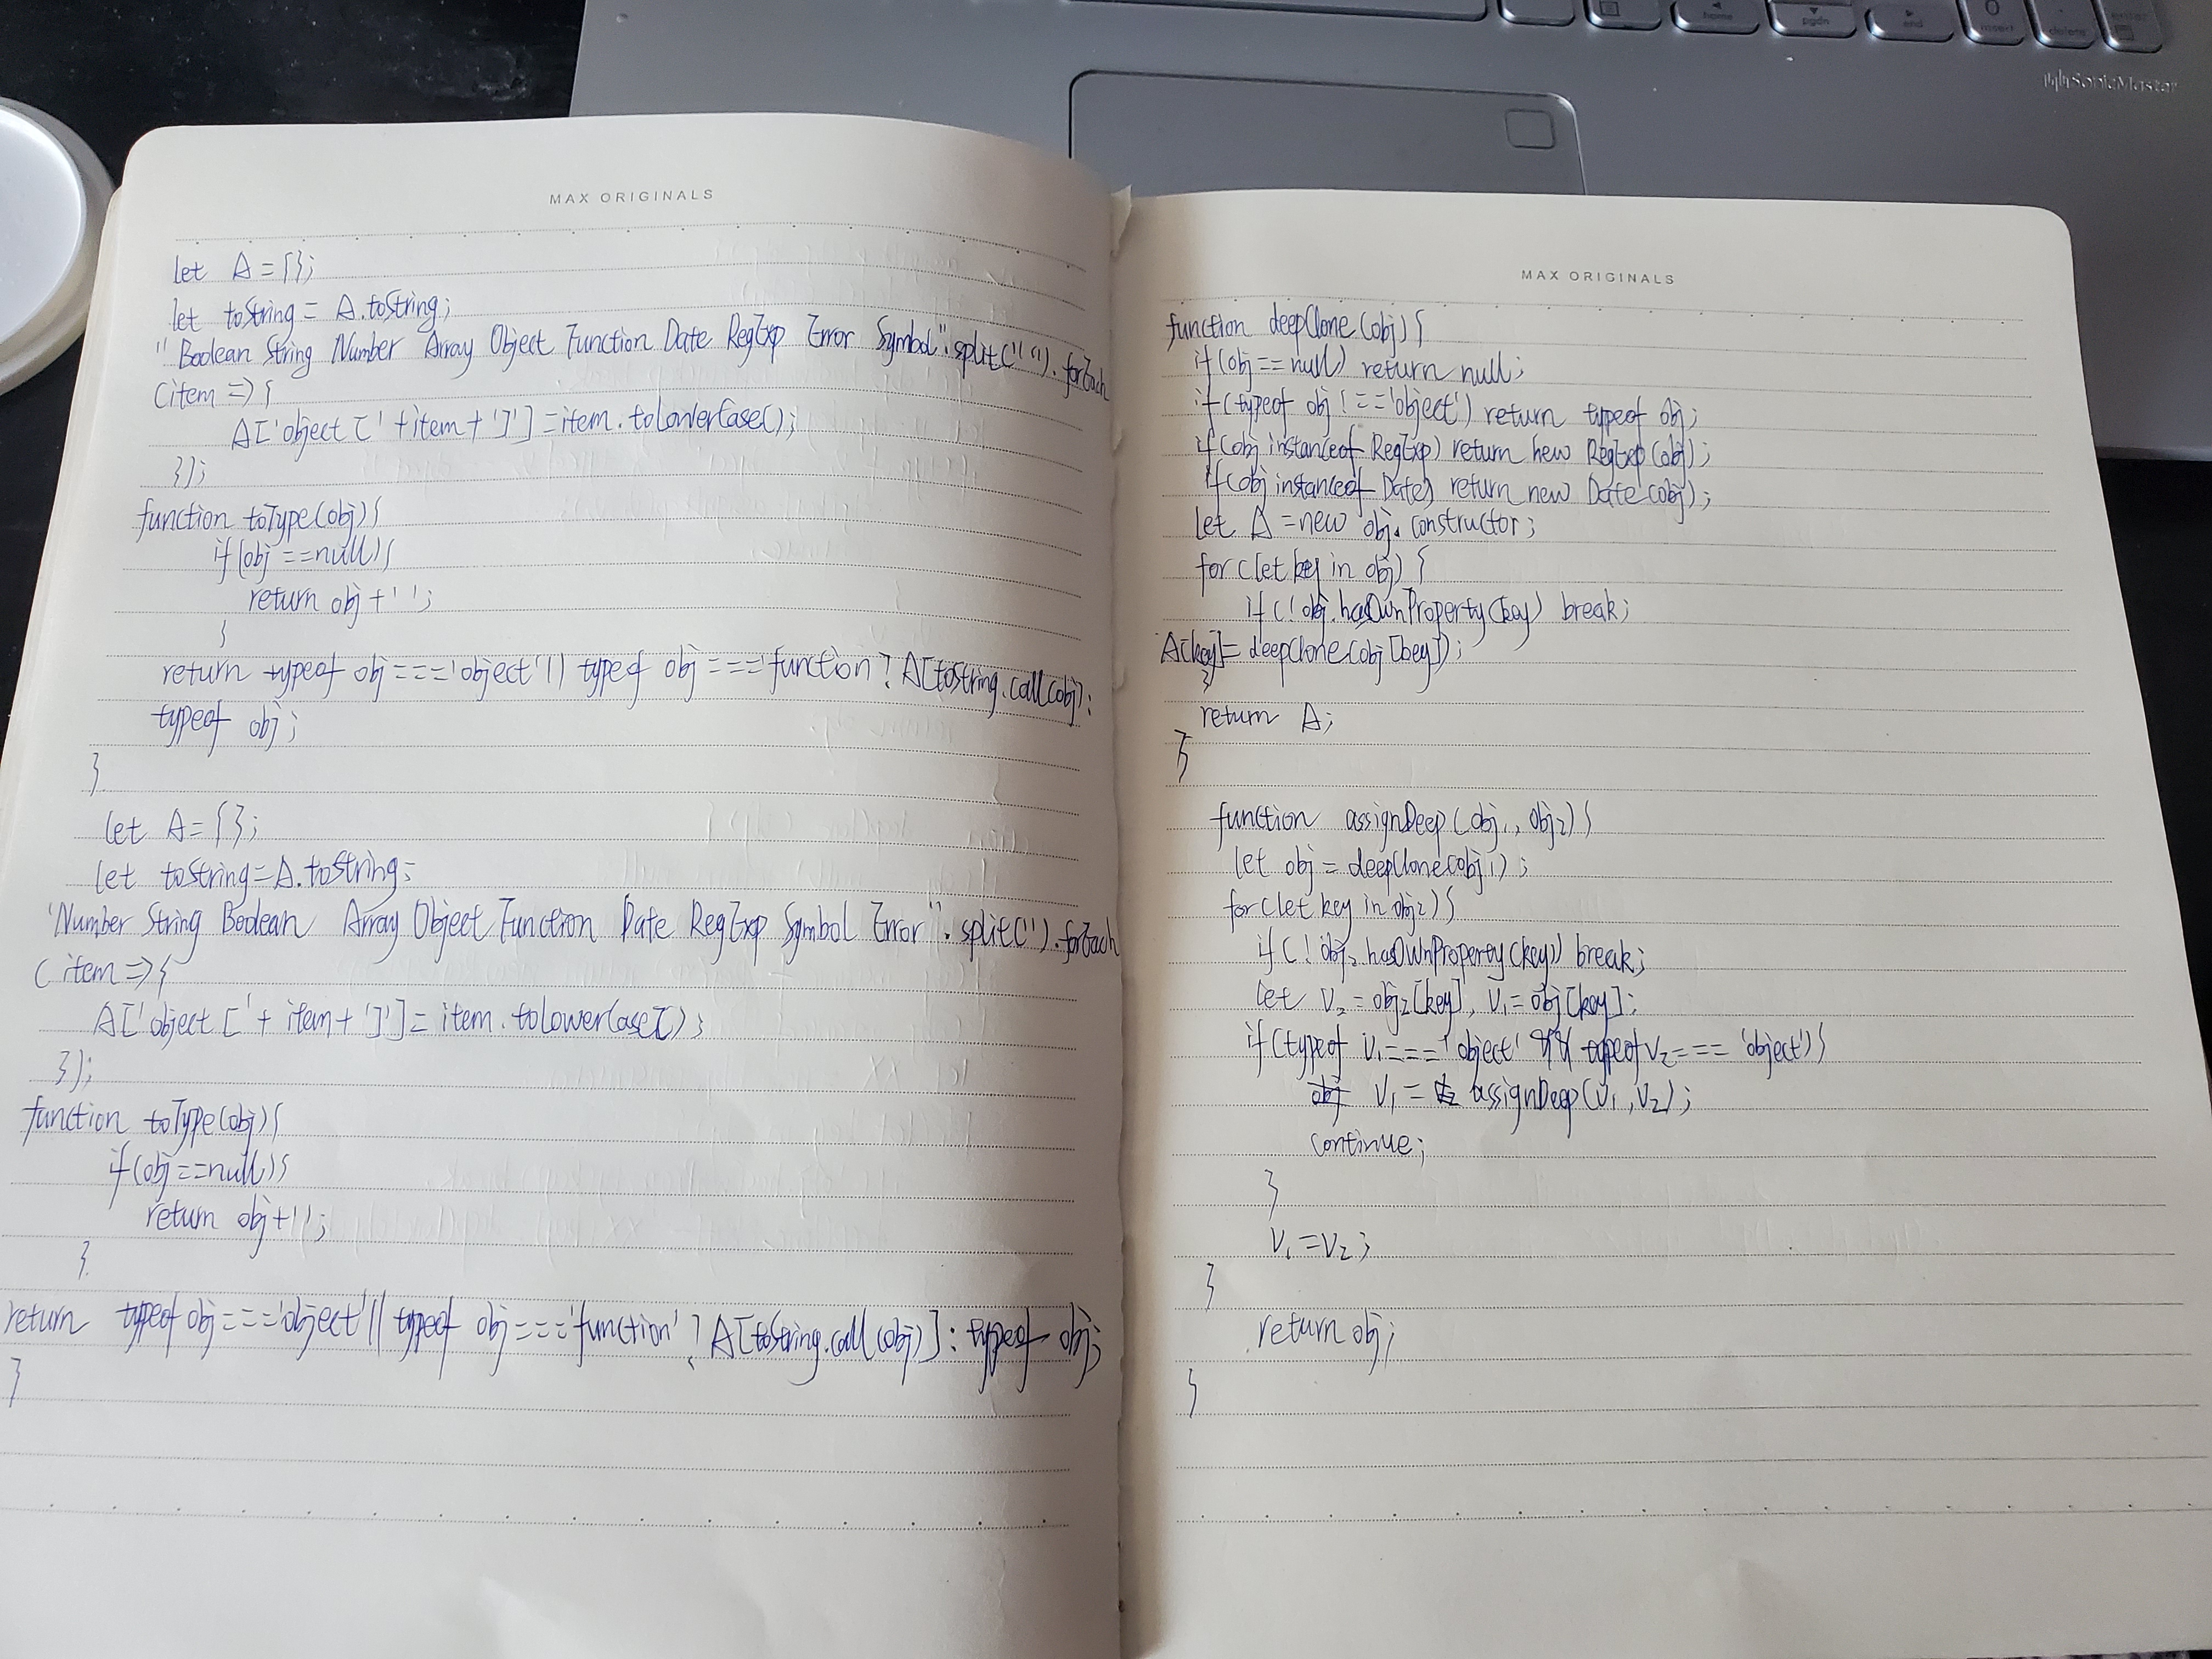 MAX ORIGINALS
let A={};
let toString = A.toString;
"Boolean String Number Array Object Function Date RegExp Error Symbol".split(" ").forEach
(item =>{
A['object ['+item+']']=item.toLowerCase();
});
function toType(obj){
if(obj ==null){
return obj+'';
}
return typeof obj==='object'|| typeof obj==='function? A[toString.call(obj):
typeof obj;
}
let A={};
let toString=A.toString;
'Number String Boolean Array Object Function Date RegExp Symbol Error".split('').forEach
(item =>{
A['object ['+ item+']']= item.toLowerCase();
});
function toType(obj){
if(obj==null){
return obj+'';
}
return typeof obj==='object'|| typeof obj==='function' ? A[toString.call(obj)]: typeof obj;
}
MAX ORIGINALS
function deepClone(obj){
if(obj==null) return null;
if(typeof obj !=='object') return typeof obj;
if(obj instanceof RegExp) return new RegExp(obj);
if(obj instanceof Date) return new Date(obj);
let A =new obj.constructor;
for(let key in obj) {
if(!obj.hasOwnProperty(key) break;
A[key]= deepClone(obj[key]);
}
return A;
}
function assignDeep(obj1, obj2){
let obj = deepClone(obj1);
for(let key in obj2){
if(!obj2.hasOwnProperty(key)) break;
let V2=obj2[key], V1=obj[key];
if(typeof V1==='object' && typeof V2=== 'object'){
V1 = assignDeep(V1,V2);
continue;
}
V1=V2;
}
return obj;
}
SonicMaster
home
pgdn
end
0
insert
delete
enter